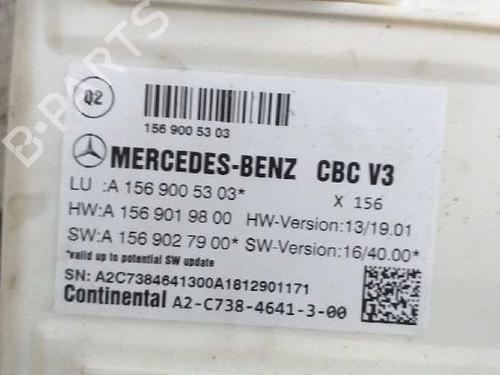 B-PARTS
Q2
156 900 53 03
MERCEDES-BENZ CBC V3
LU :A 156 900 53 03* X 156
HW:A 156 901 98 00 HW-Version:13/19.01
SW:A 156 902 79 00* SW-Version:16/40.00*
*valid up to potential SW update
SN: A2C7384641300A1812901171
Continental A2-C738-4641-3-00